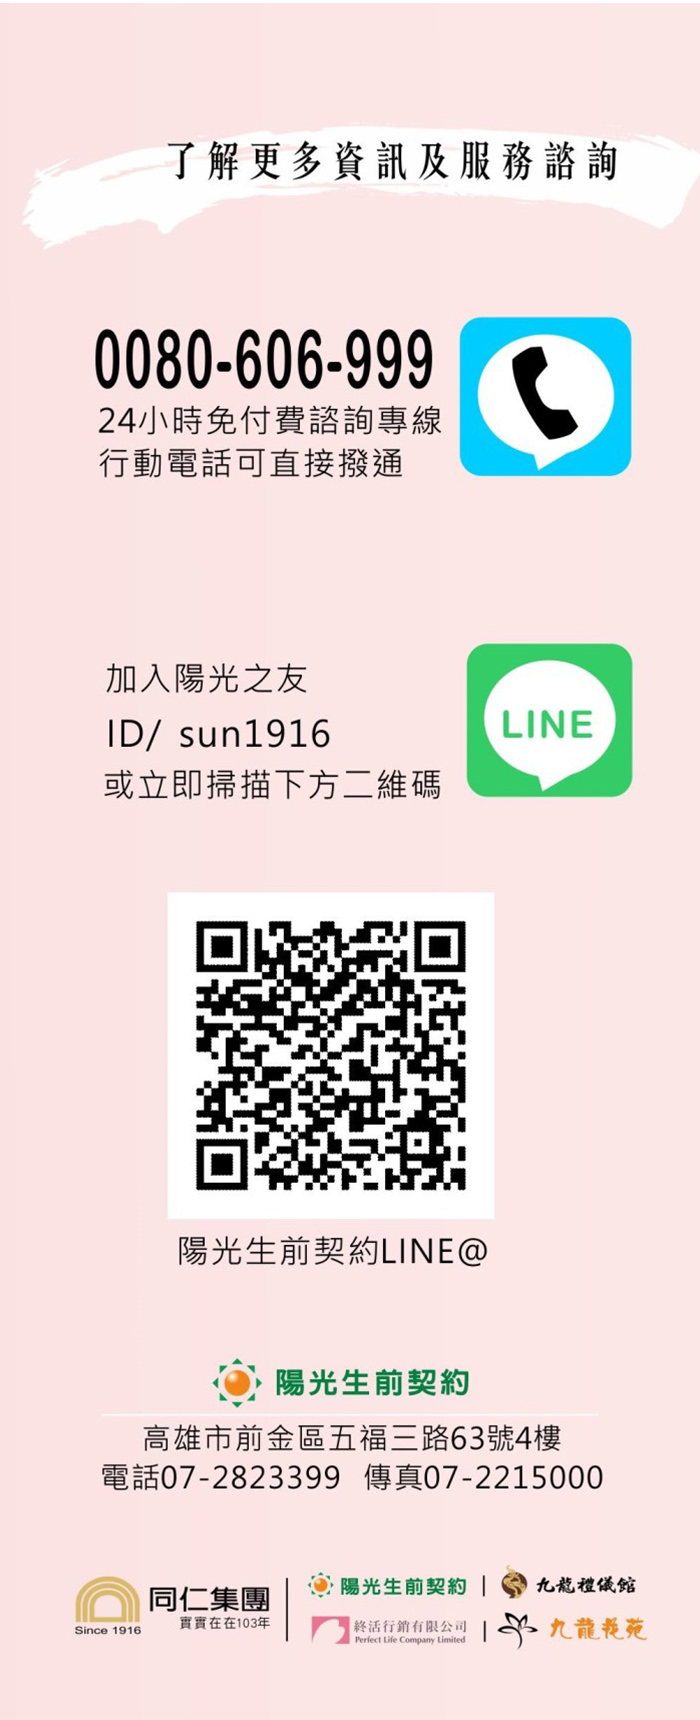 了解更多資訊及服務諮詢
0080-606-999
24小時免付費諮詢專線
行動電話可直接撥通
加入陽光之友
ID/ sun1916
LINE
或立即掃描下方二維碼
陽光生前契約LINE@
陽光生前契約
高雄市前金區五福三路63號4樓
電話07-2823399 傳真07-2215000
同仁集團
實實在在103年
Since 1916
陽光生前契約
九龍禮儀館
終活行銷有限公司
Perfect Life Company Limited
九龍花苑